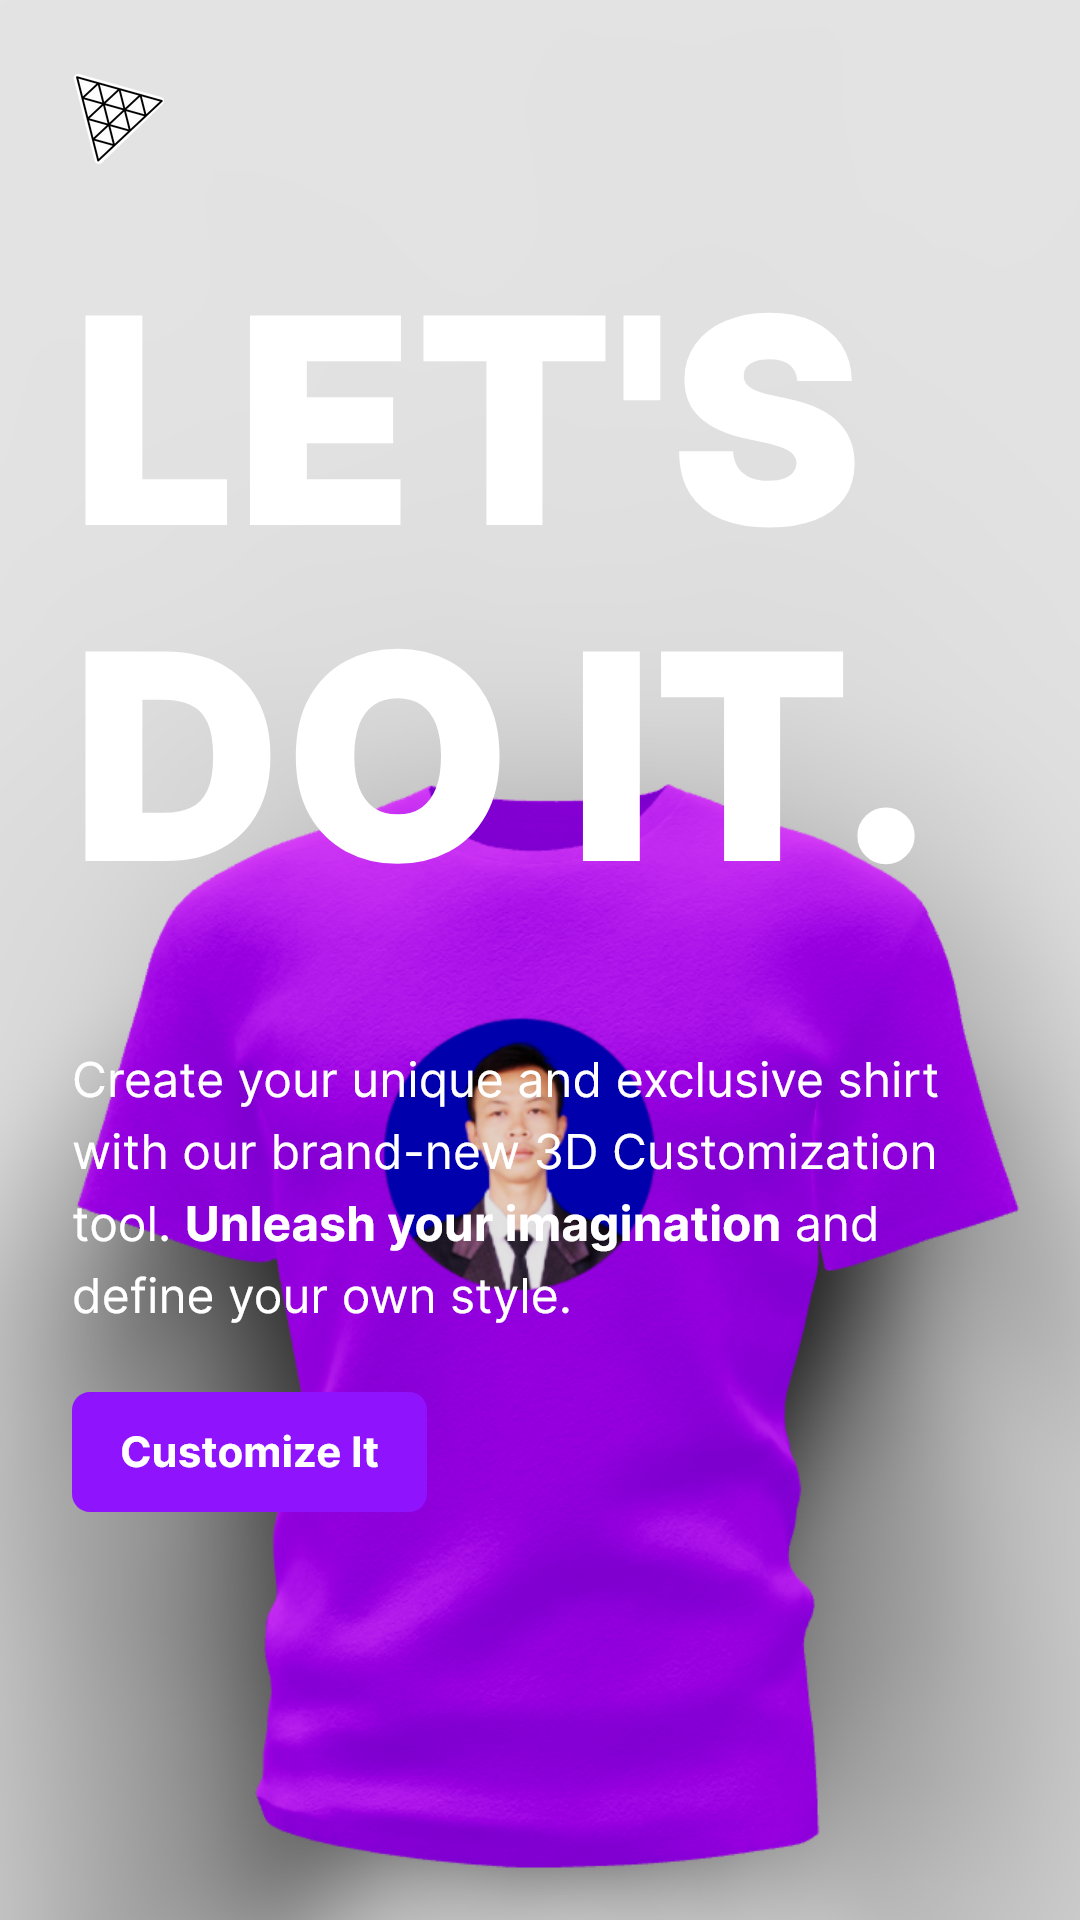 LET'S
DO IT.
Create your unique and exclusive shirt
with our brand-new 3D Customization
tool. Unleash your imagination and
define your own style.
Customize It